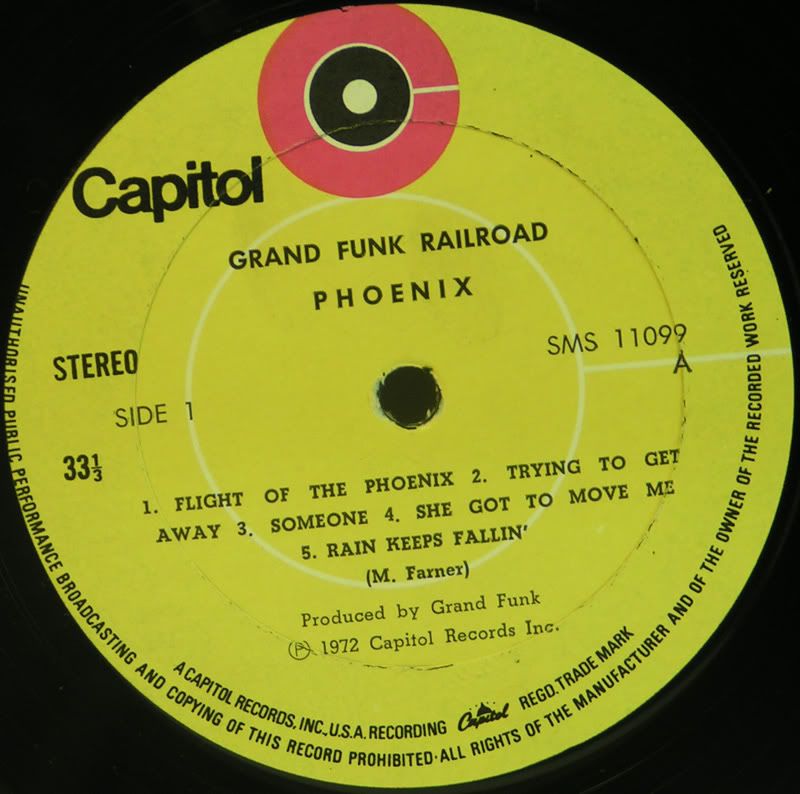 Capitol
GRAND FUNK RAILROAD
PHOENIX
STEREO
SMS 11099
A
SIDE 1
33⅓
1. FLIGHT OF THE PHOENIX 2. TRYING TO GET
AWAY 3. SOMEONE 4. SHE GOT TO MOVE ME
5. RAIN KEEPS FALLIN'
(M. Farner)
Produced by Grand Funk
Ⓟ 1972 Capitol Records Inc.
A CAPITOL RECORDS, INC., U.S.A. RECORDING Capitol REGD. TRADE MARK
UNAUTHORISED PUBLIC PERFORMANCE BROADCASTING AND COPYING OF THIS RECORD PROHIBITED·ALL RIGHTS OF THE MANUFACTURER AND OF THE OWNER OF THE RECORDED WORK RESERVED